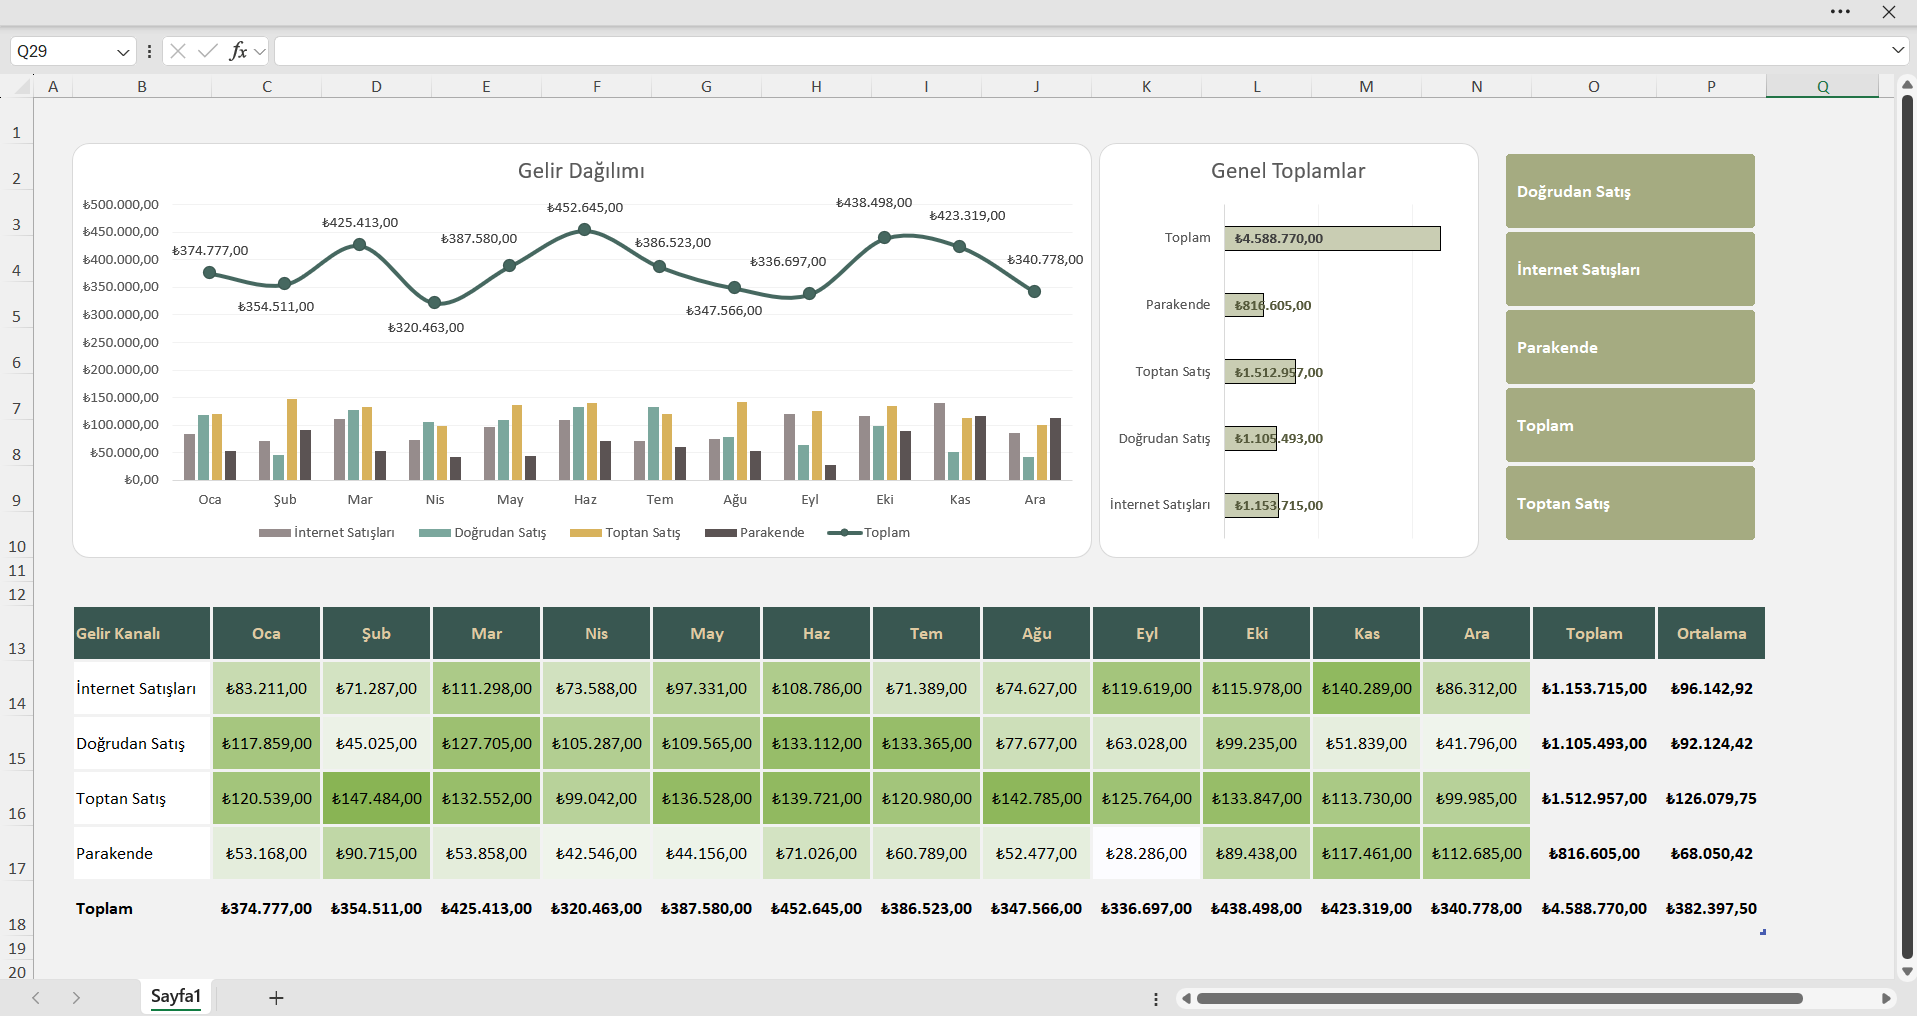 Q29
fx
A B C D E F G H I J K L M N O P Q
1
2
3
4
5
6
7
8
9
10
11
12
13
14
15
16
17
18
19
20
Gelir Dağılımı
₺500.000,00
₺450.000,00
₺400.000,00
₺350.000,00
₺300.000,00
₺250.000,00
₺200.000,00
₺150.000,00
₺100.000,00
₺50.000,00
₺0,00
₺374.777,00
₺354.511,00
₺425.413,00
₺320.463,00
₺387.580,00
₺452.645,00
₺386.523,00
₺347.566,00
₺336.697,00
₺438.498,00
₺423.319,00
₺340.778,00
Oca Şub Mar Nis May Haz Tem Ağu Eyl Eki Kas Ara
İnternet Satışları Doğrudan Satış Toptan Satış Parakende Toplam
Genel Toplamlar
Toplam ₺4.588.770,00
Parakende ₺816.605,00
Toptan Satış ₺1.512.957,00
Doğrudan Satış ₺1.105.493,00
İnternet Satışları ₺1.153.715,00
Doğrudan Satış
İnternet Satışları
Parakende
Toplam
Toptan Satış
Gelir Kanalı Oca Şub Mar Nis May Haz Tem Ağu Eyl Eki Kas Ara Toplam Ortalama
İnternet Satışları ₺83.211,00 ₺71.287,00 ₺111.298,00 ₺73.588,00 ₺97.331,00 ₺108.786,00 ₺71.389,00 ₺74.627,00 ₺119.619,00 ₺115.978,00 ₺140.289,00 ₺86.312,00 ₺1.153.715,00 ₺96.142,92
Doğrudan Satış ₺117.859,00 ₺45.025,00 ₺127.705,00 ₺105.287,00 ₺109.565,00 ₺133.112,00 ₺133.365,00 ₺77.677,00 ₺63.028,00 ₺99.235,00 ₺51.839,00 ₺41.796,00 ₺1.105.493,00 ₺92.124,42
Toptan Satış ₺120.539,00 ₺147.484,00 ₺132.552,00 ₺99.042,00 ₺136.528,00 ₺139.721,00 ₺120.980,00 ₺142.785,00 ₺125.764,00 ₺133.847,00 ₺113.730,00 ₺99.985,00 ₺1.512.957,00 ₺126.079,75
Parakende ₺53.168,00 ₺90.715,00 ₺53.858,00 ₺42.546,00 ₺44.156,00 ₺71.026,00 ₺60.789,00 ₺52.477,00 ₺28.286,00 ₺89.438,00 ₺117.461,00 ₺112.685,00 ₺816.605,00 ₺68.050,42
Toplam ₺374.777,00 ₺354.511,00 ₺425.413,00 ₺320.463,00 ₺387.580,00 ₺452.645,00 ₺386.523,00 ₺347.566,00 ₺336.697,00 ₺438.498,00 ₺423.319,00 ₺340.778,00 ₺4.588.770,00 ₺382.397,50
Sayfa1